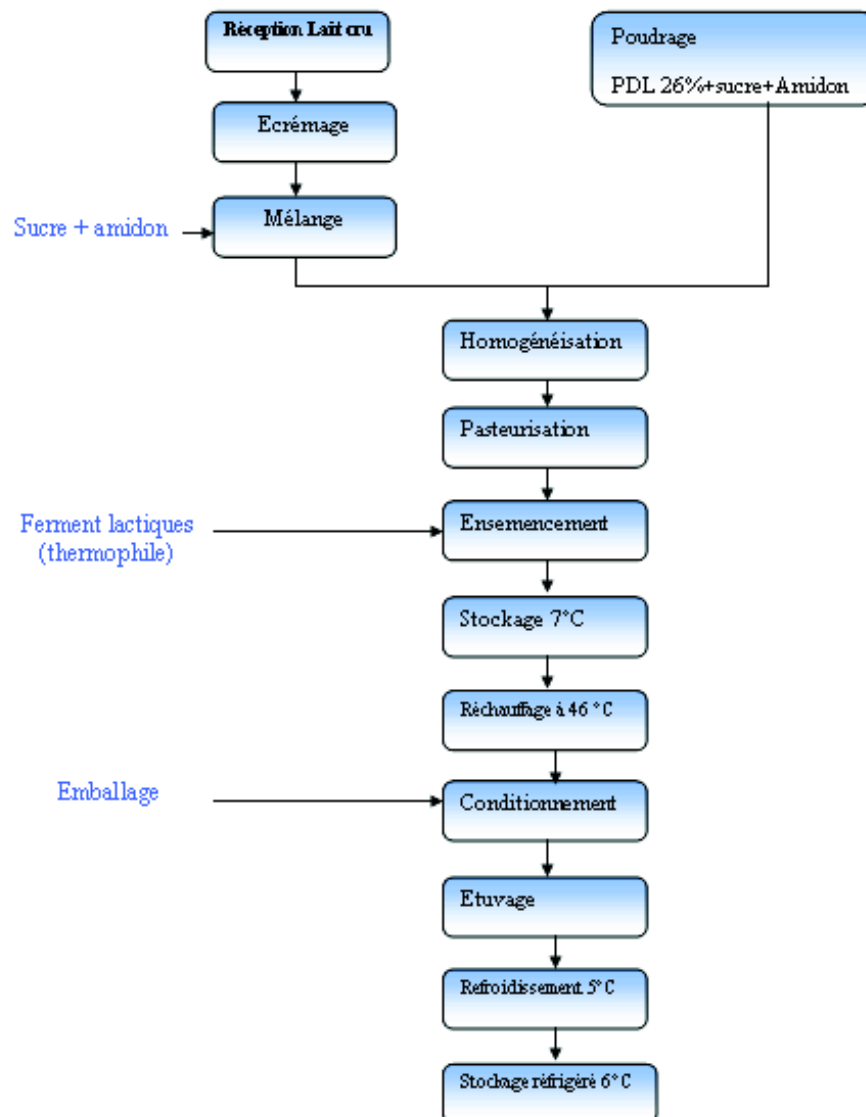 Réception Lait cru
Poudrage
PDL 26%+sucre+Amidon
Ecrémage
Sucre + amidon
Mélange
Homogénéisation
Pasteurisation
Ferment lactiques
(thermophile)
Ensemencement
Stockage 7°C
Réchauffage à 46 °C
Emballage
Conditionnement
Etuvage
Refroidissement 5°C
Stockage réfrigéré 6°C